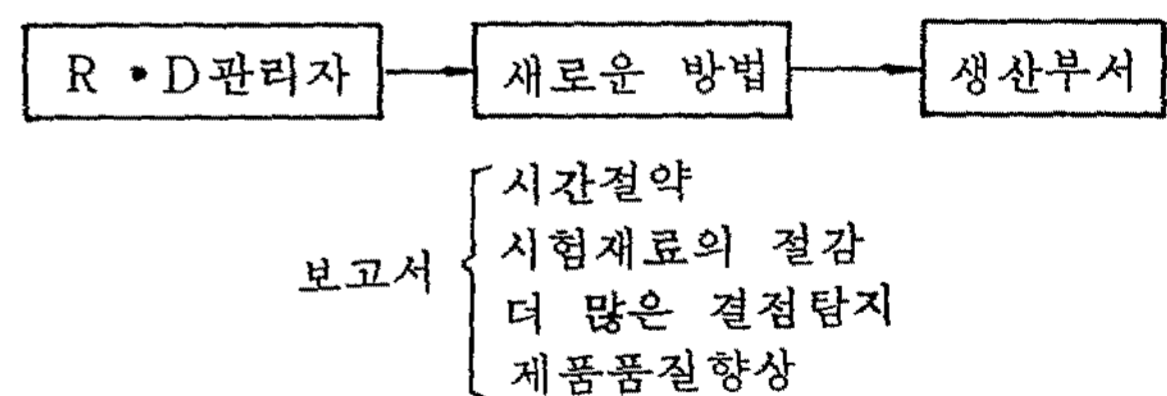 R·D관리자 새로운 방법 생산부서
시간절약
시험재료의 절감
보고서
더 많은 결점탐지
제품품질향상